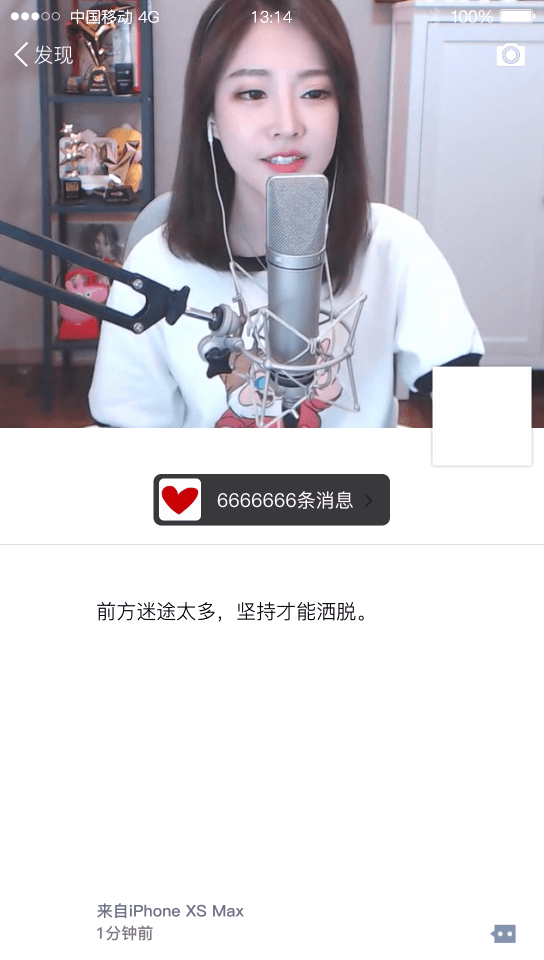 中国移动 4G
13:14
100%
发现
6666666条消息
前方迷途太多，坚持才能洒脱。
来自iPhone XS Max
1分钟前